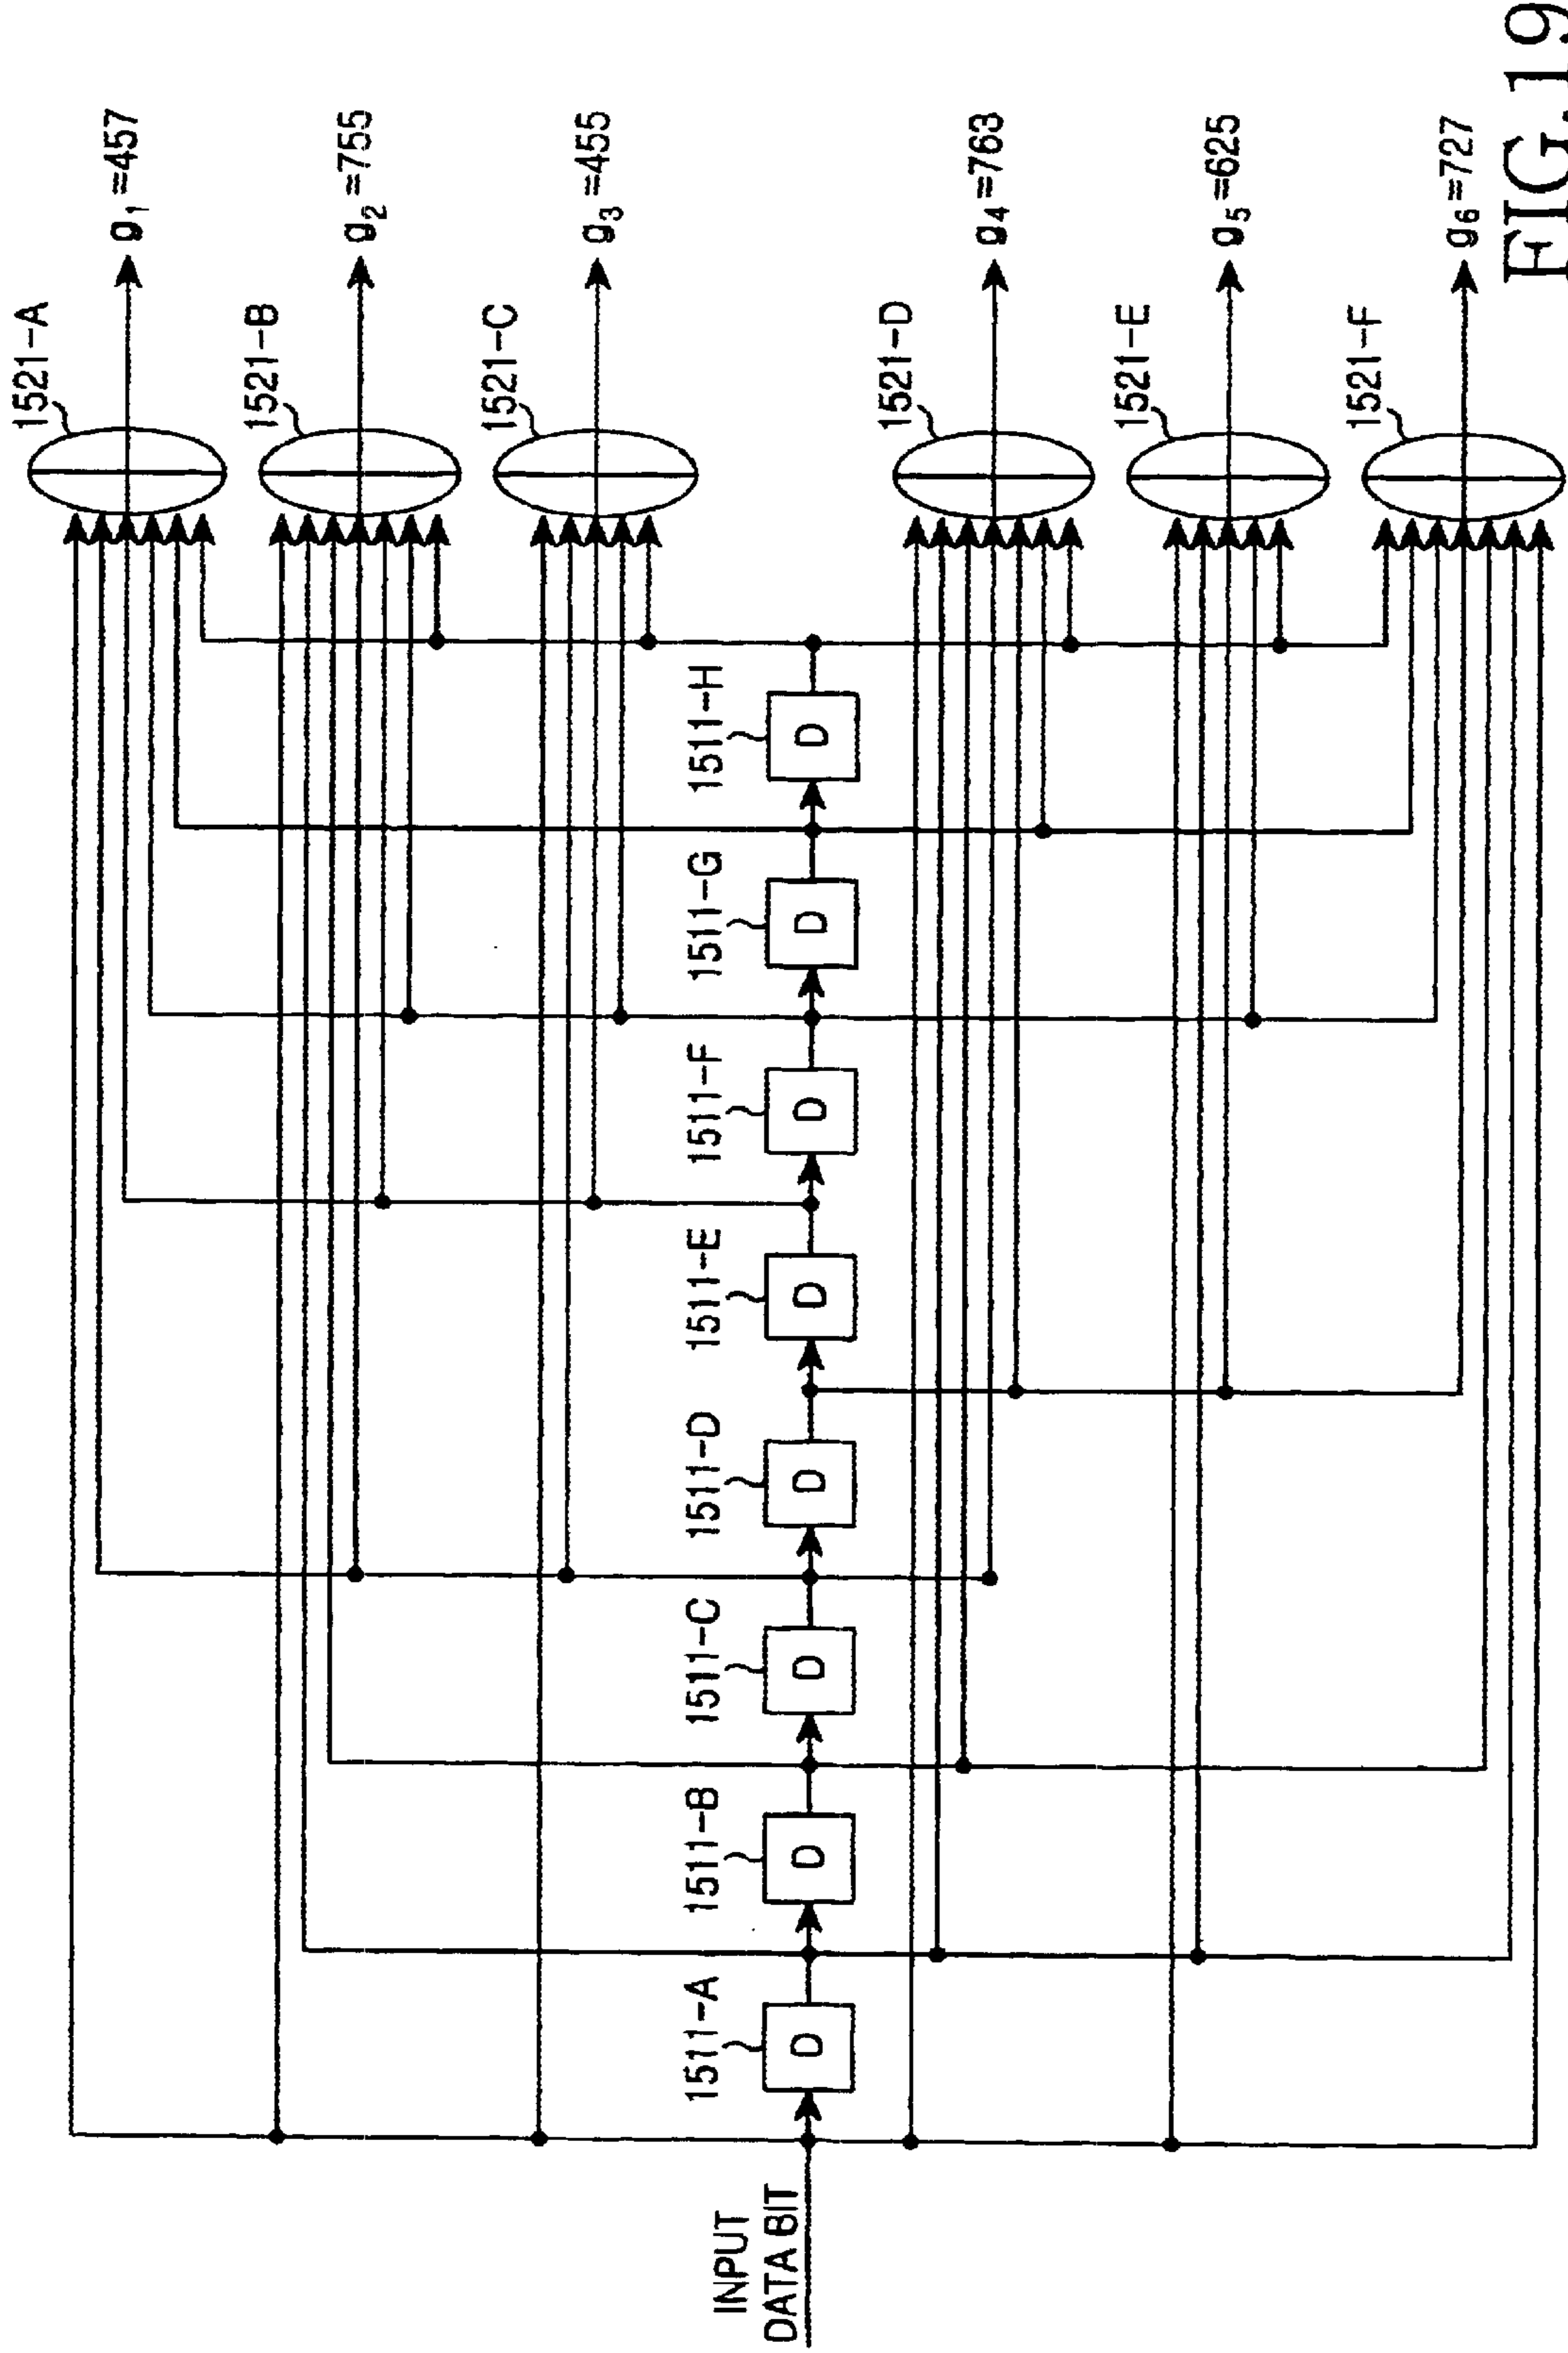 1521-A
g1=457
1521-B
g2=755
1521-C
g3=455
INPUT
DATA BIT
1511-A
D
1511-B
D
1511-C
D
1511-D
D
1511-E
D
1511-F
D
1511-G
D
1511-H
D
1521-D
g4=763
1521-E
g5=625
1521-F
g6=727
FIG.19